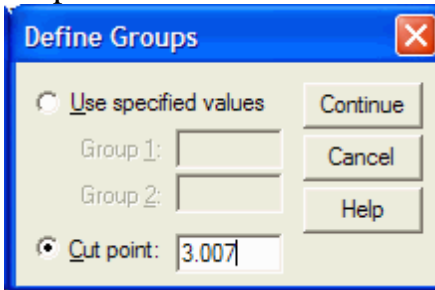 Define Groups
Use specified values
Continue
Group 1:
Cancel
Group 2:
Help
Cut point: 3.007